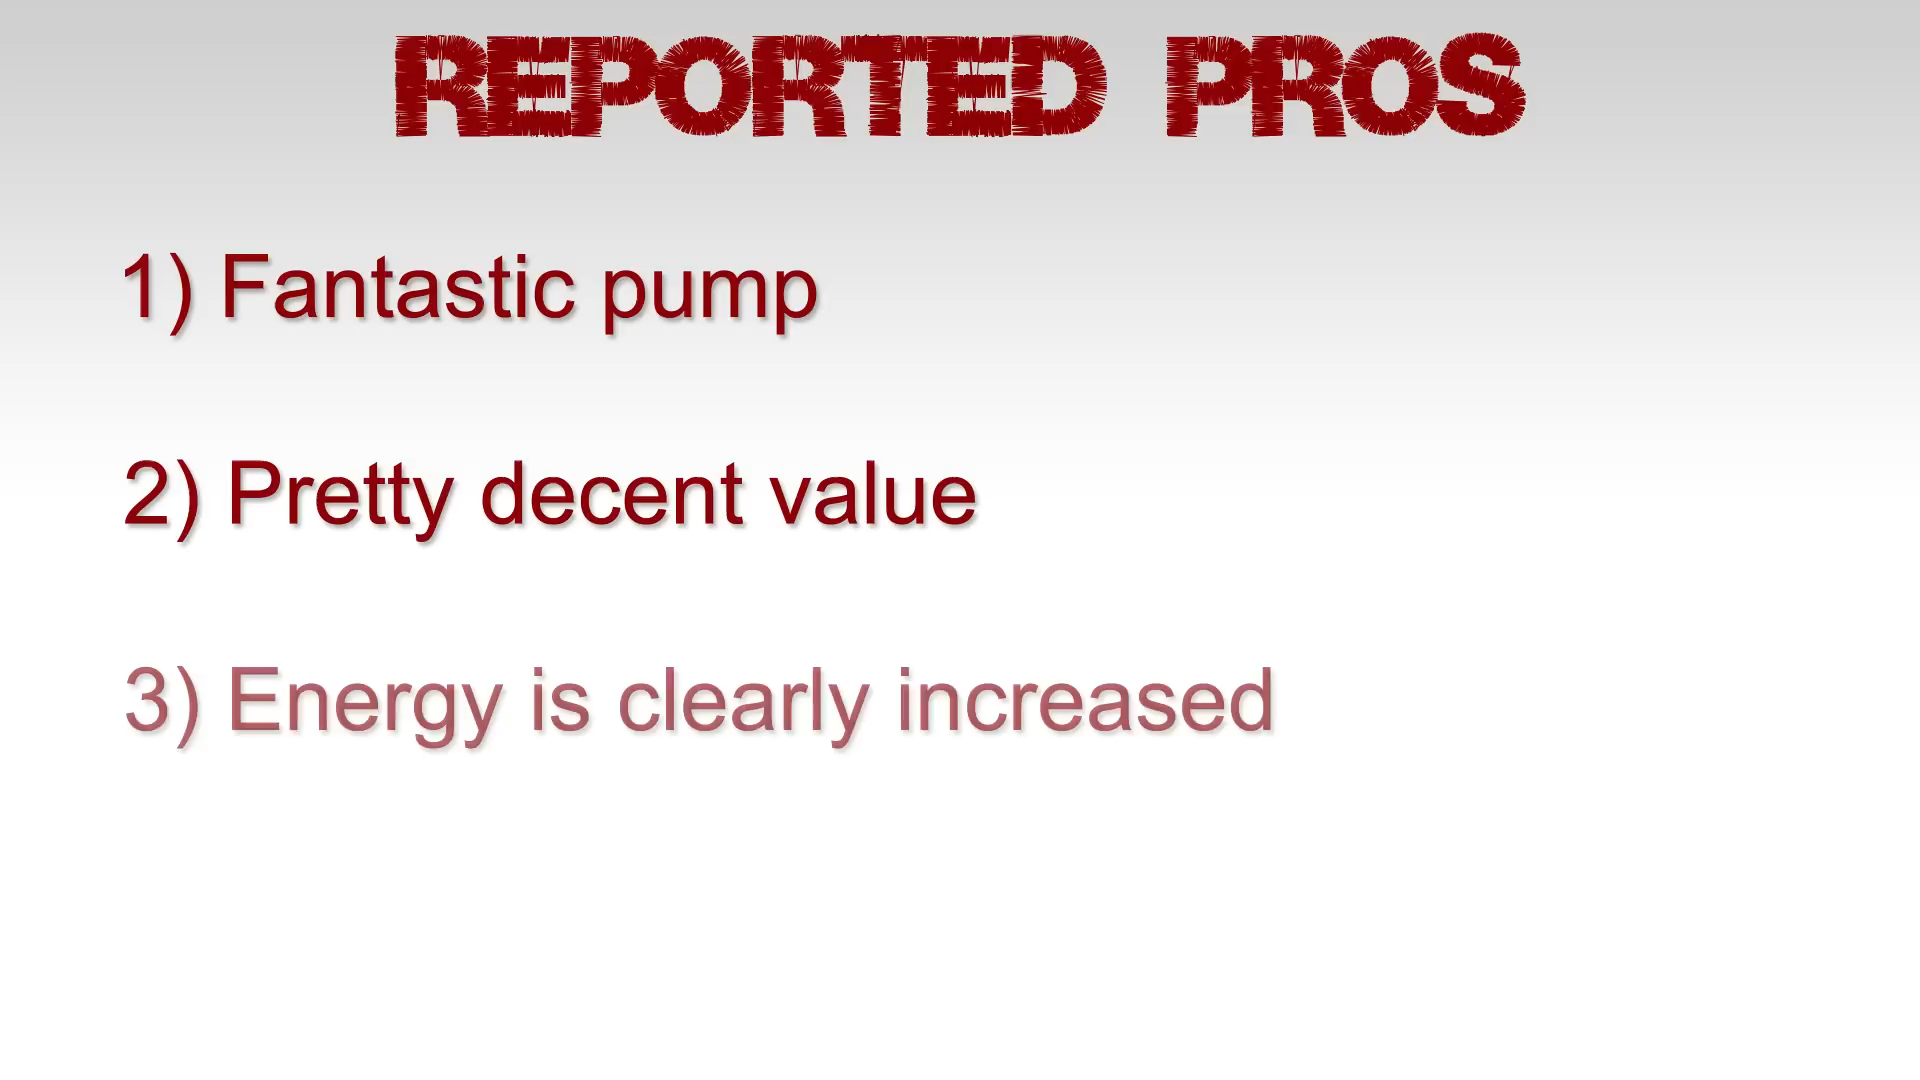 REPORTED PROS
1) Fantastic pump
2) Pretty decent value
3) Energy is clearly increased